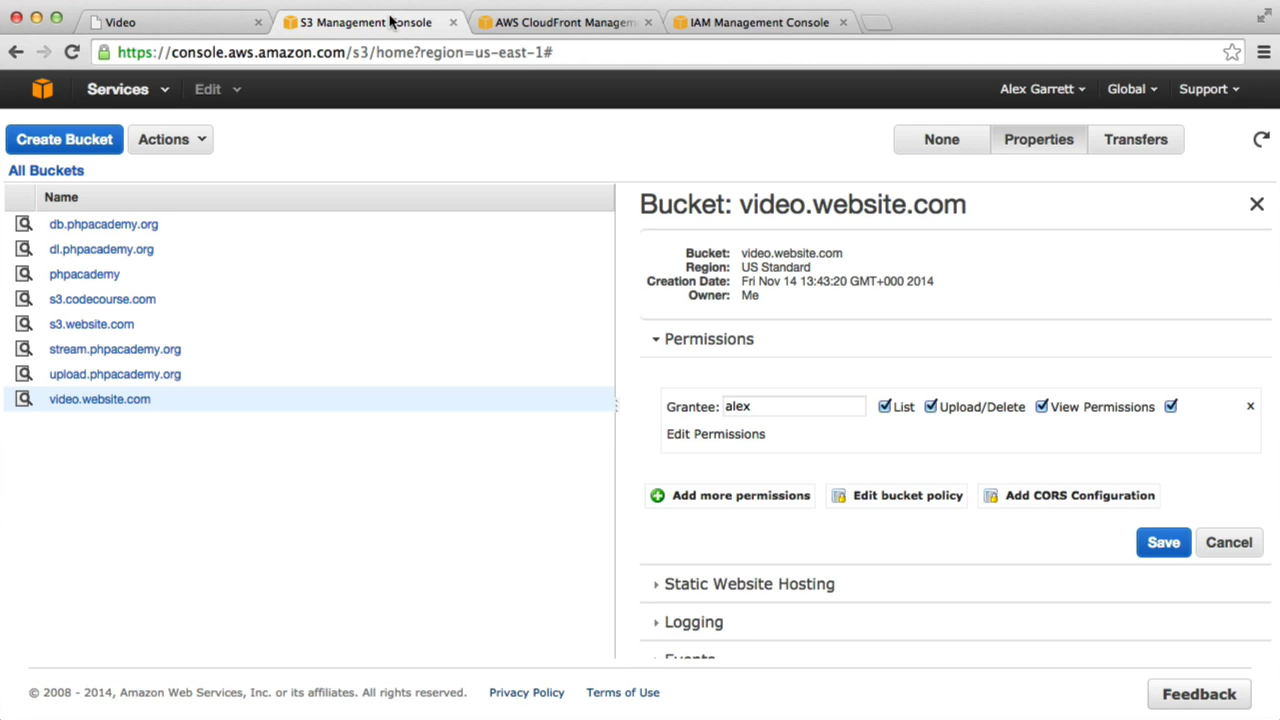 Video
S3 Management Console
AWS CloudFront Managem
IAM Management Console
https://console.aws.amazon.com/s3/home?region=us-east-1#
Services Edit Alex Garrett Global Support
Create Bucket Actions None Properties Transfers
All Buckets
Name
db.phpacademy.org
dl.phpacademy.org
phpacademy
s3.codecourse.com
s3.website.com
stream.phpacademy.org
upload.phpacademy.org
video.website.com
Bucket: video.website.com
Bucket: video.website.com
Region: US Standard
Creation Date: Fri Nov 14 13:43:20 GMT+000 2014
Owner: Me
Permissions
Grantee: alex List Upload/Delete View Permissions x
Edit Permissions
Add more permissions Edit bucket policy Add CORS Configuration
Save Cancel
Static Website Hosting
Logging
Events
© 2008 - 2014, Amazon Web Services, Inc. or its affiliates. All rights reserved. Privacy Policy Terms of Use Feedback